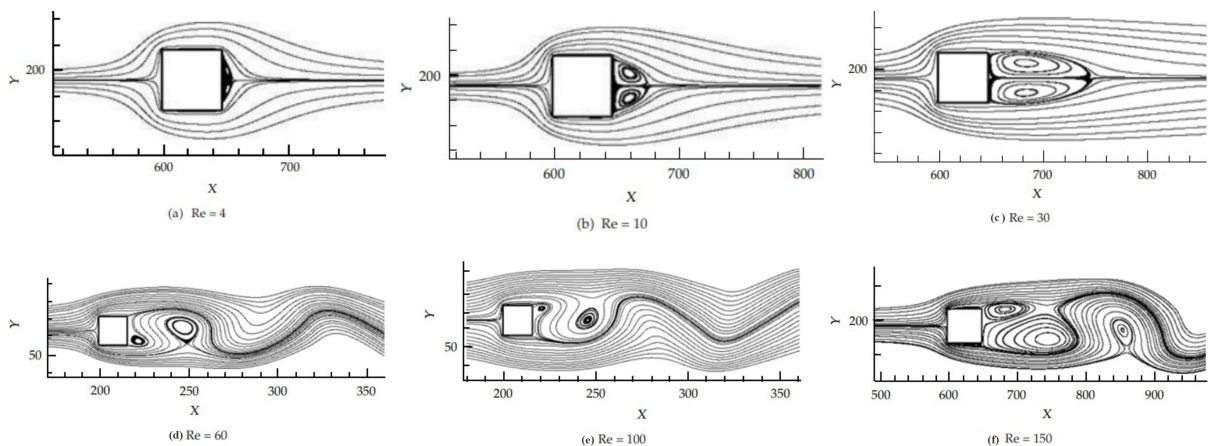 Y
200
600
700
X
(a) Re = 4
Y
200
600
700
800
X
(b) Re = 10
Y
200
600
700
800
X
(c) Re = 30
Y
50
200
250
300
350
X
(d) Re = 60
Y
50
200
250
300
350
X
(e) Re = 100
Y
200
500
600
700
800
900
X
(f) Re = 150